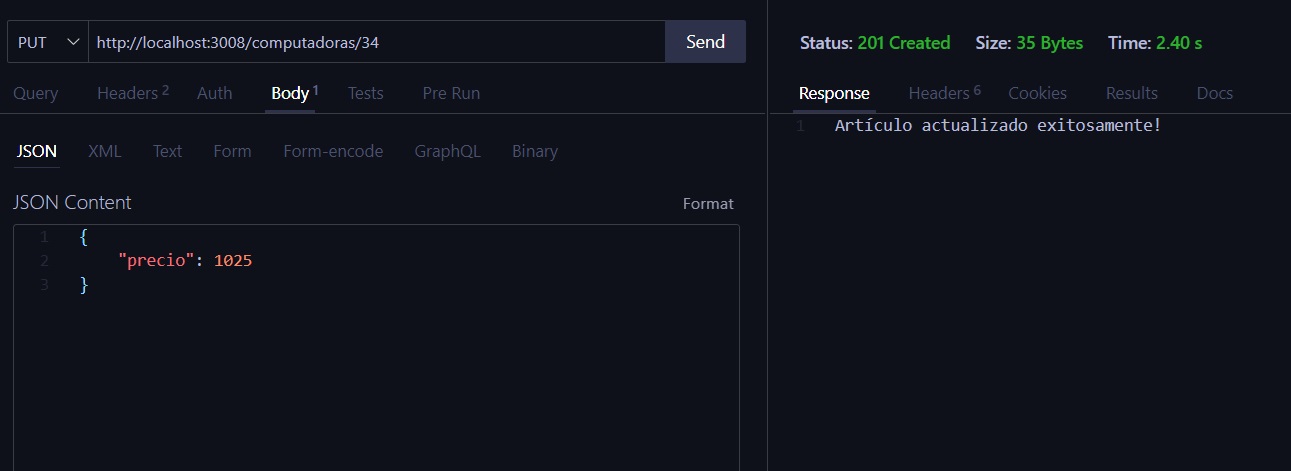 PUT http://localhost:3008/computadoras/34 Send
Query Headers 2 Auth Body 1 Tests Pre Run
JSON XML Text Form Form-encode GraphQL Binary
JSON Content Format
1 {
2 "precio": 1025
3 }
Status: 201 Created Size: 35 Bytes Time: 2.40 s
Response Headers 6 Cookies Results Docs
1 Artículo actualizado exitosamente!